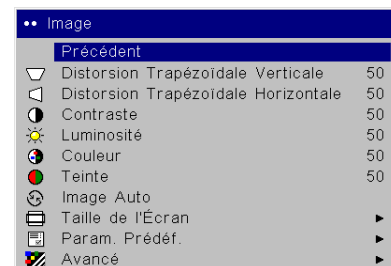 Image
Précédent
Distorsion Trapézoïdale Verticale 50
Distorsion Trapézoïdale Horizontale 50
Contraste 50
Luminosité 50
Couleur 50
Teinte 50
Image Auto
Taille de l'Écran
Param. Prédéf.
Avancé